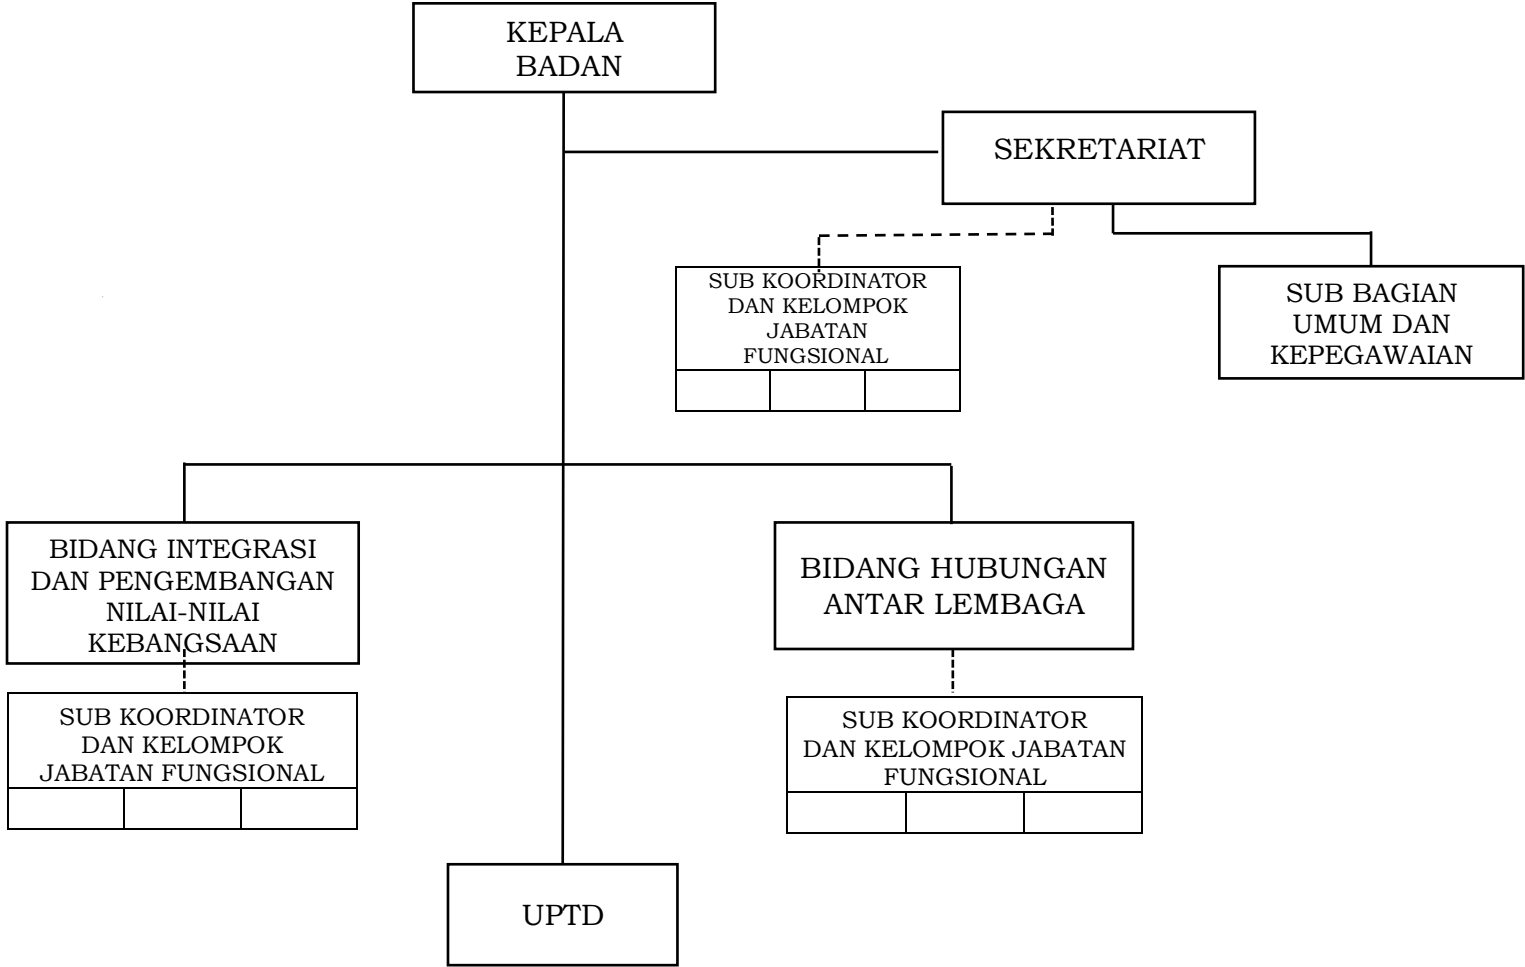 KEPALA
BADAN
SEKRETARIAT
SUB KOORDINATOR
DAN KELOMPOK
JABATAN
FUNGSIONAL
SUB BAGIAN
UMUM DAN
KEPEGAWAIAN
BIDANG INTEGRASI
DAN PENGEMBANGAN
NILAI-NILAI
KEBANGSAAN
BIDANG HUBUNGAN
ANTAR LEMBAGA
SUB KOORDINATOR
DAN KELOMPOK
JABATAN FUNGSIONAL
SUB KOORDINATOR
DAN KELOMPOK JABATAN
FUNGSIONAL
UPTD